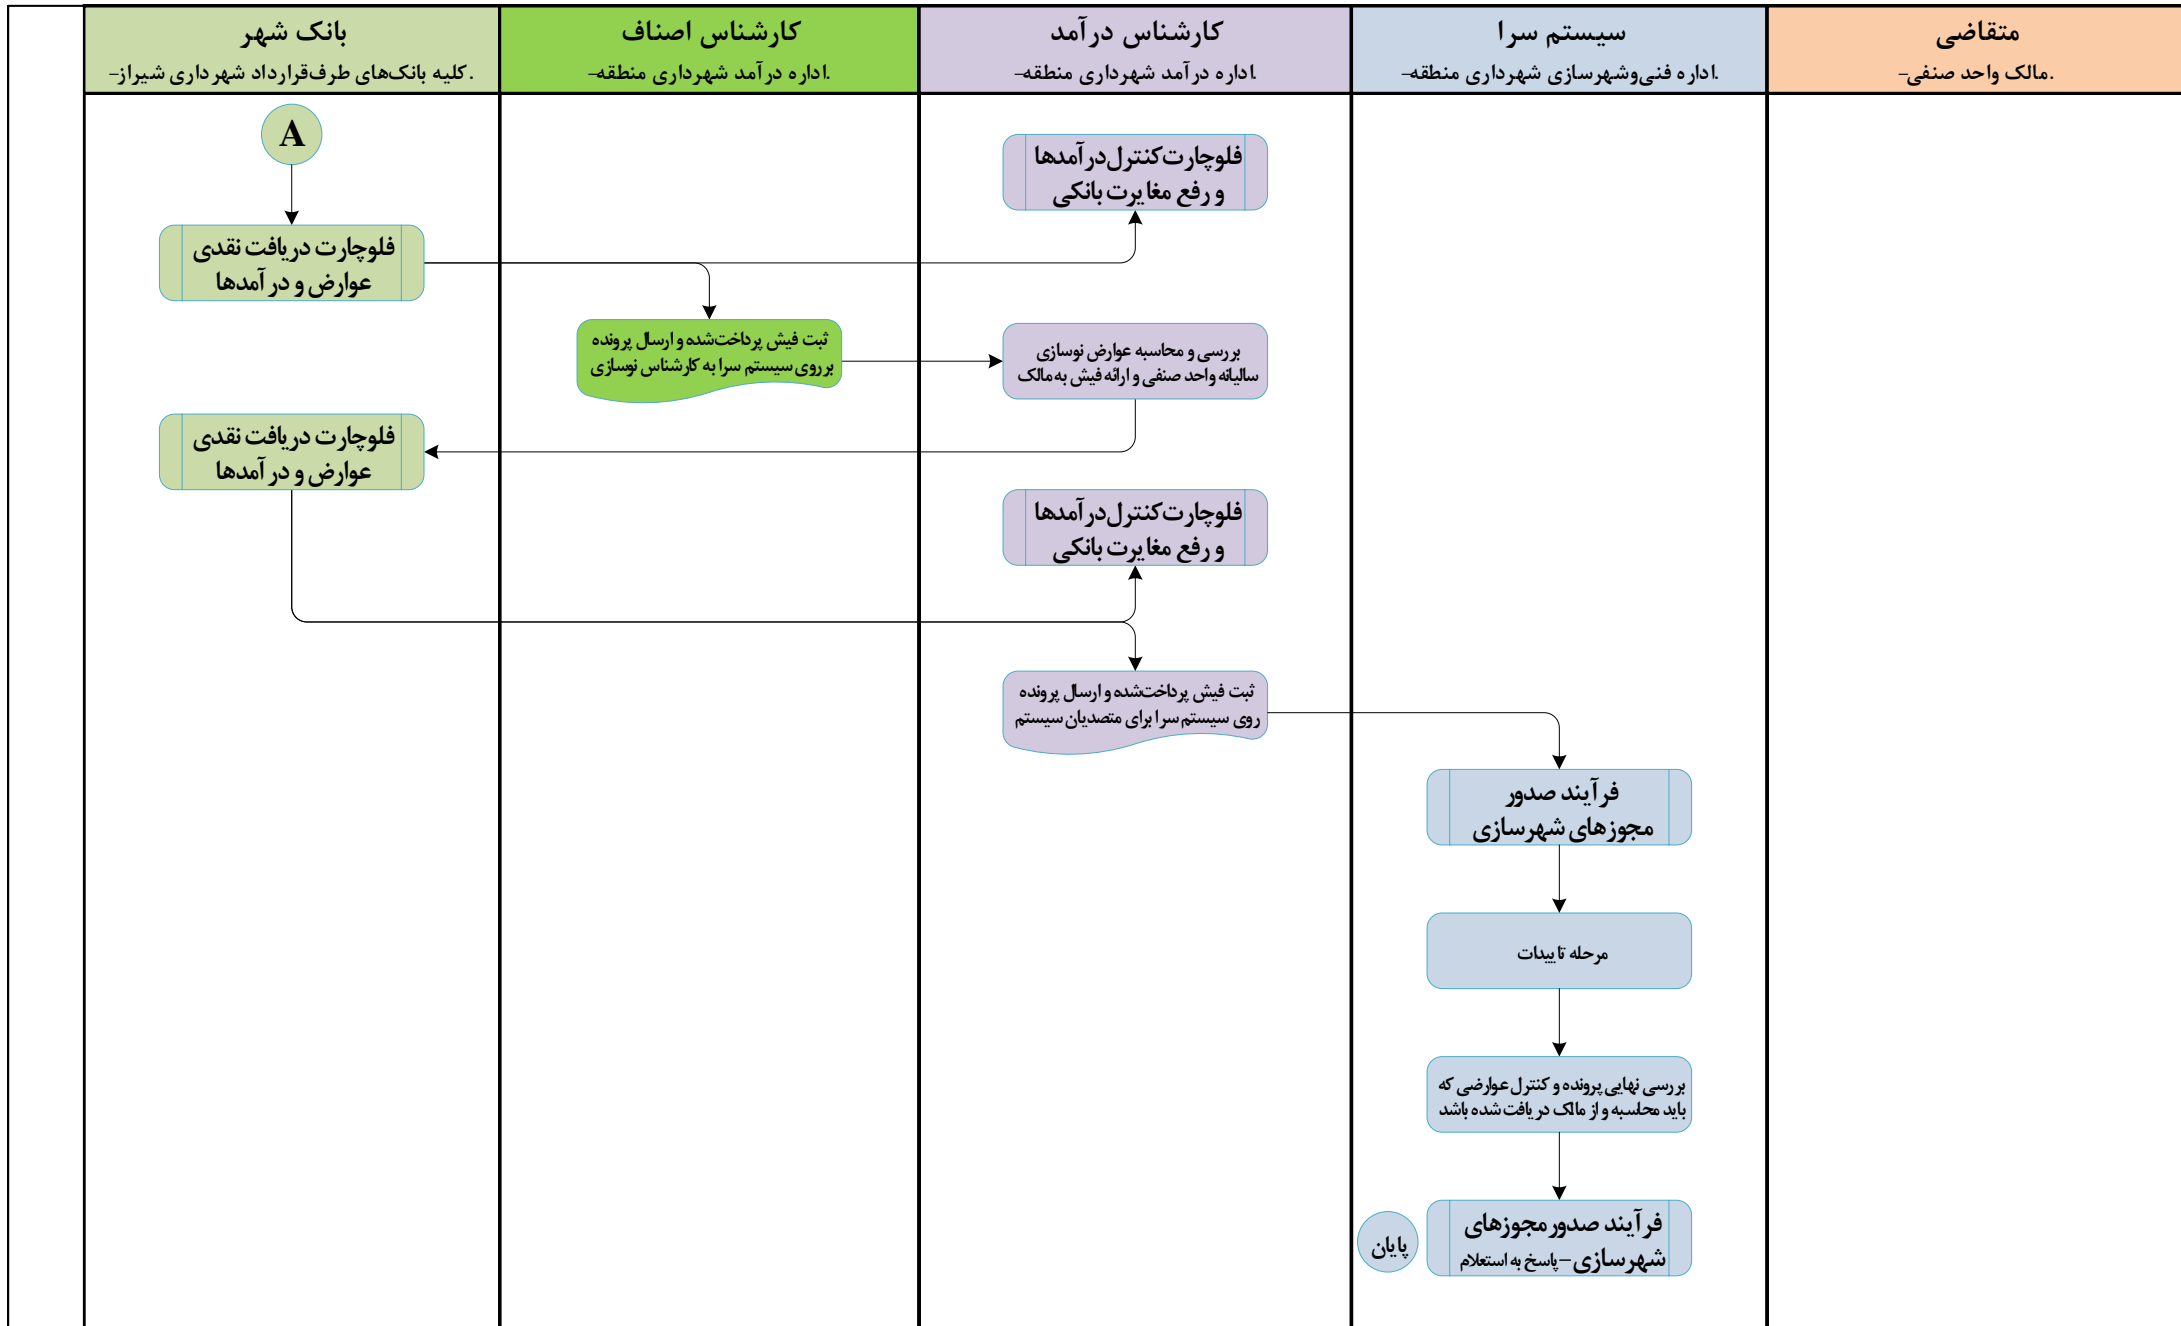 متقاضی
-مالک واحد صنفی.
سیستم سرا
-اداره فنی‌وشهرسازی شهرداری منطقه.
کارشناس درآمد
-اداره درآمد شهرداری منطقه.
کارشناس اصناف
-اداره درآمد شهرداری منطقه.
بانک شهر
-کلیه بانک‌های طرف‌قرارداد شهرداری شیراز.
A
فلوچارت‌کنترل‌درآمدها
و رفع مغایرت بانکی
فلوچارت دریافت نقدی
عوارض و درآمدها
ثبت فیش پرداخت‌شده و ارسال پرونده
برروی سیستم سرا به کارشناس نوسازی
بررسی و محاسبه عوارض نوسازی
سالیانه واحد صنفی و ارائه فیش به مالک
فلوچارت دریافت نقدی
عوارض و درآمدها
فلوچارت‌کنترل‌درآمدها
و رفع مغایرت بانکی
ثبت فیش پرداخت‌شده و ارسال پرونده
روی سیستم سرا برای متصدیان سیستم
فرآیند صدور
مجوزهای شهرسازی
مرحله تاییدات
بررسی نهایی پرونده و کنترل عوارضی که
باید محاسبه و از مالک دریافت شده باشد
فرآیند صدور مجوزهای
شهرسازی – پاسخ به استعلام
پایان